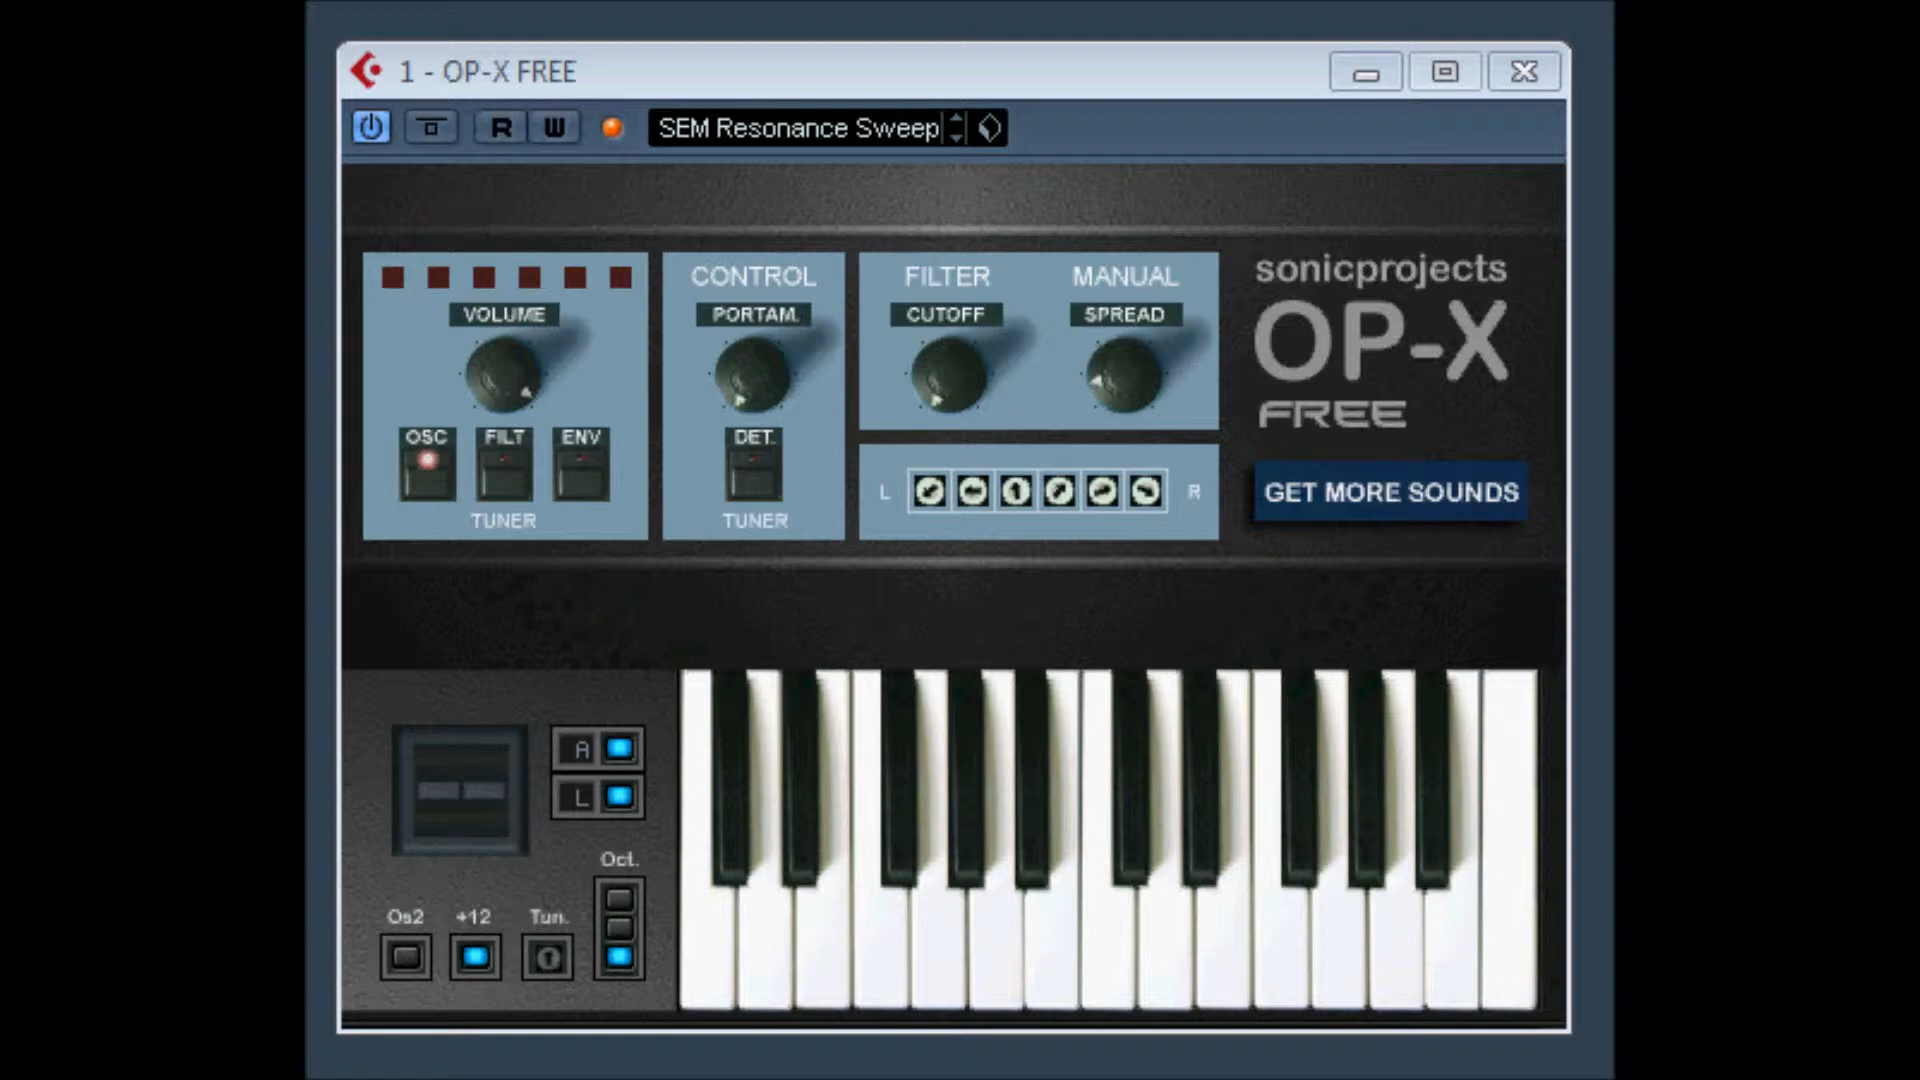 1 - OP-X FREE
R W
SEM Resonance Sweep
VOLUME
OSC FILT ENV
TUNER
CONTROL
PORTAM.
DET.
TUNER
FILTER MANUAL
CUTOFF SPREAD
L R
sonicprojects
OP-X
FREE
GET MORE SOUNDS
A
L
Oct.
Os2 +12 Tun.